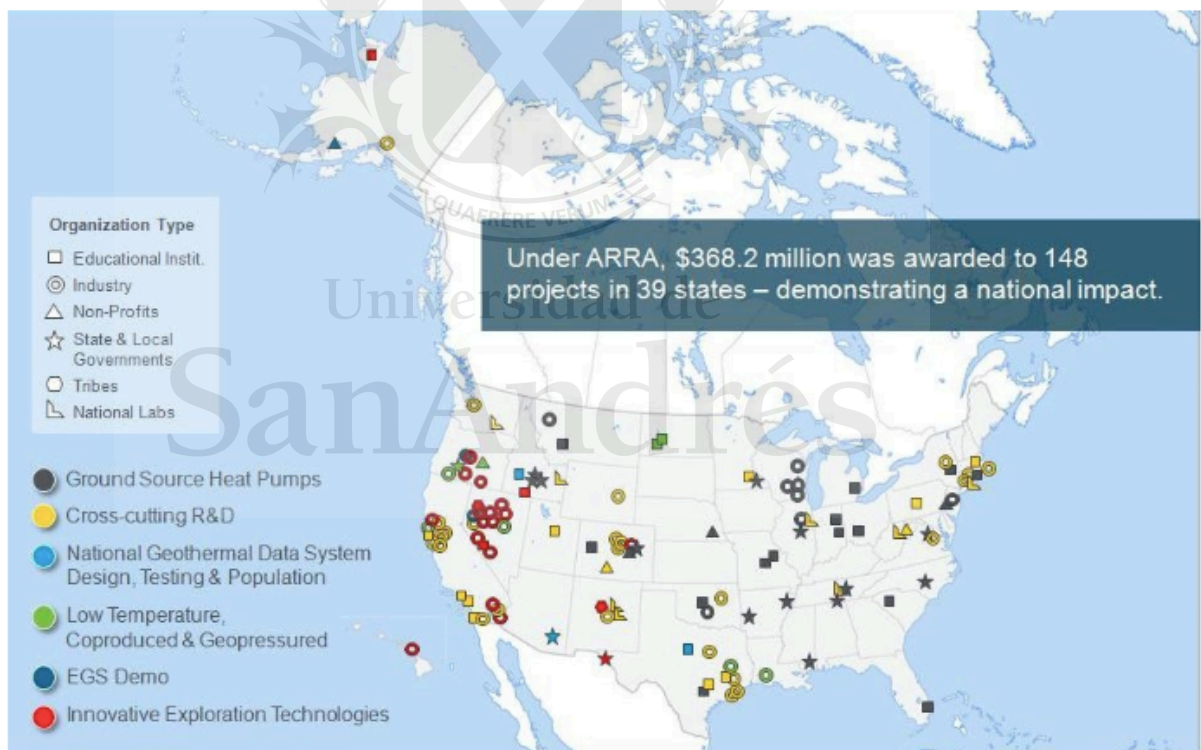 QUAERERE VERUM
Universidad de
SanAndrés
Under ARRA, $368.2 million was awarded to 148
projects in 39 states – demonstrating a national impact.
Organization Type
Educational Instit.
Industry
Non-Profits
State & Local
Governments
Tribes
National Labs
Ground Source Heat Pumps
Cross-cutting R&D
National Geothermal Data System
Design, Testing & Population
Low Temperature,
Coproduced & Geopressured
EGS Demo
Innovative Exploration Technologies